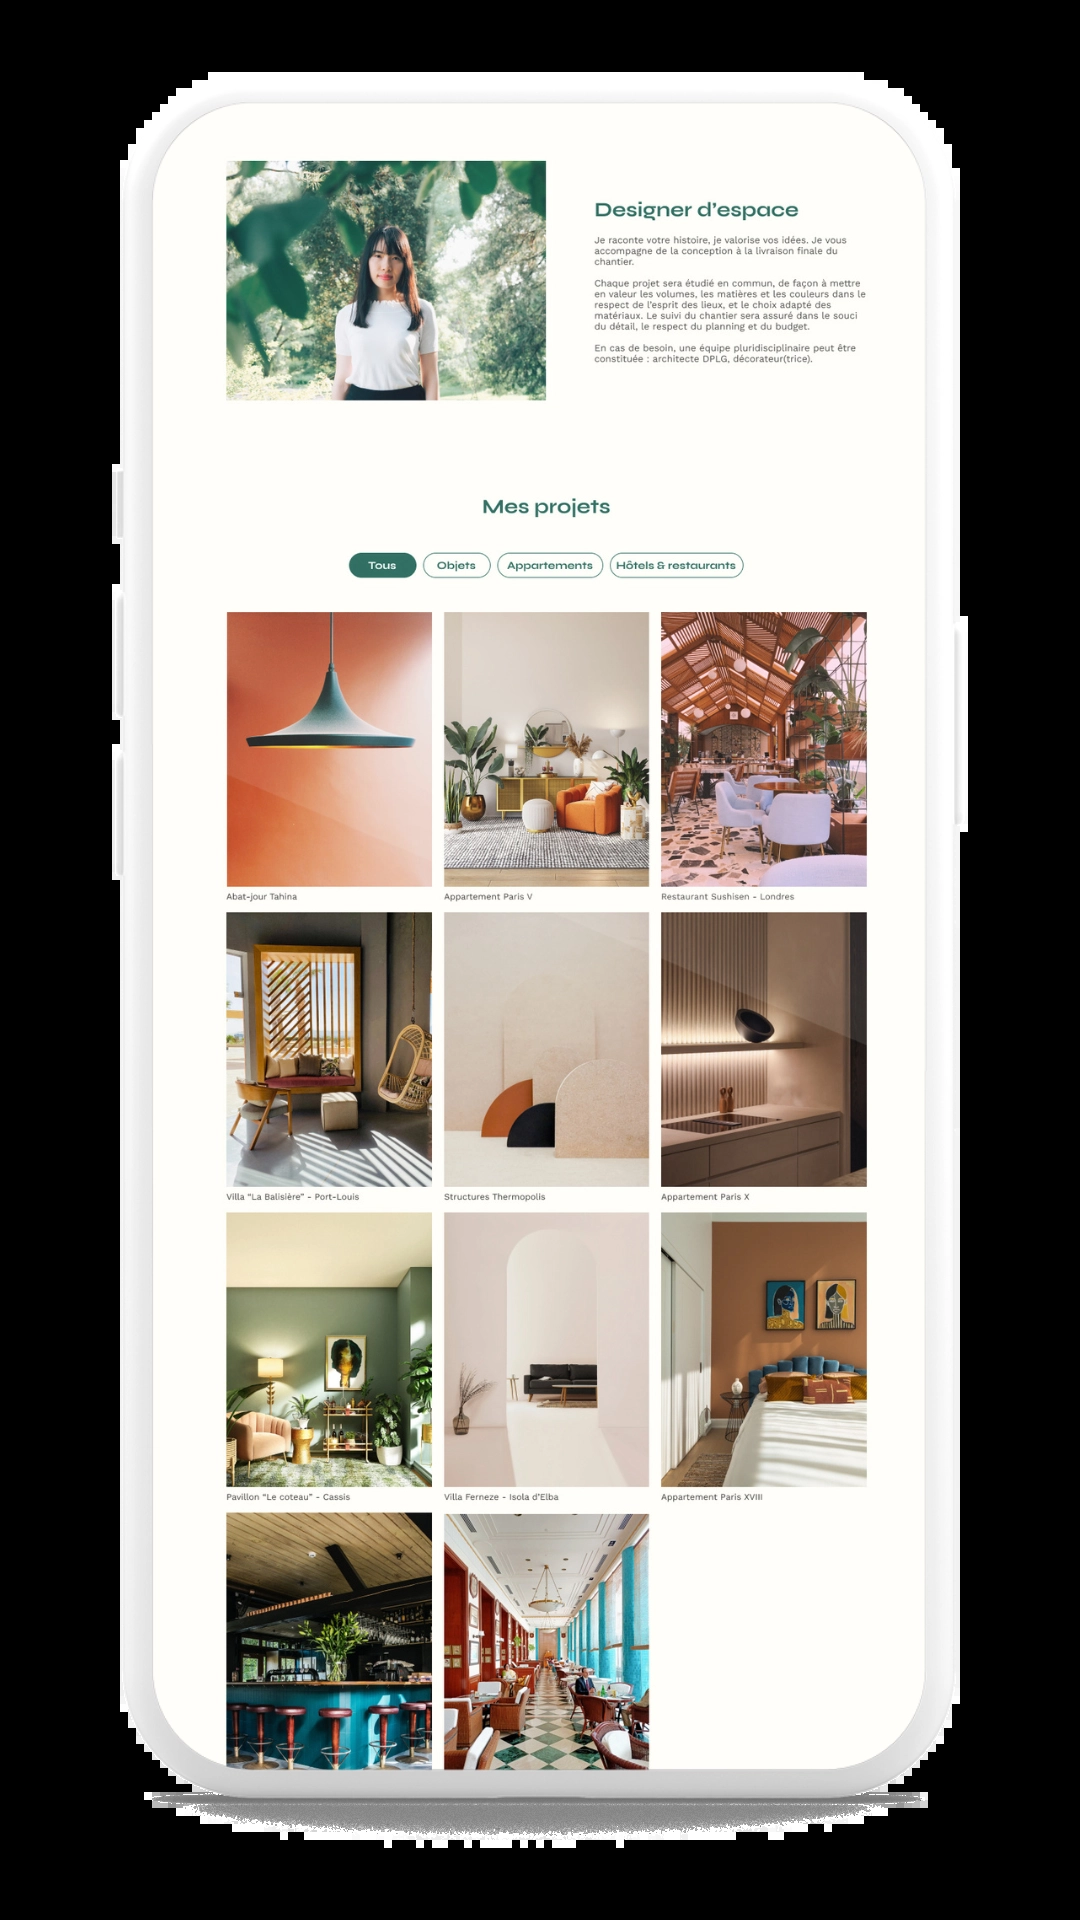 Designer d'espace
Je raconte votre histoire, je valorise vos idées. Je vous
accompagne de la conception à la livraison finale du
chantier.
Chaque projet sera étudié en commun, de façon à mettre
en valeur les volumes, les matières et les couleurs dans le
respect de l'esprit des lieux, et le choix adapté des
matériaux. Le suivi du chantier sera assuré dans le souci
du détail, le respect du planning et du budget.
En cas de besoin, une équipe pluridisciplinaire peut être
constituée : architecte DPLG, décorateur(trice).
Mes projets
Tous Objets Appartements Hôtels & restaurants
Abat-jour Tahina
Appartement Paris V
Restaurant Sushisen - Londres
Villa “La Balisière” - Port-Louis
Structures Thermopolis
Appartement Paris X
Pavillon “Le coteau” - Cassis
Villa Ferneze - Isola d'Elba
Appartement Paris XVIII